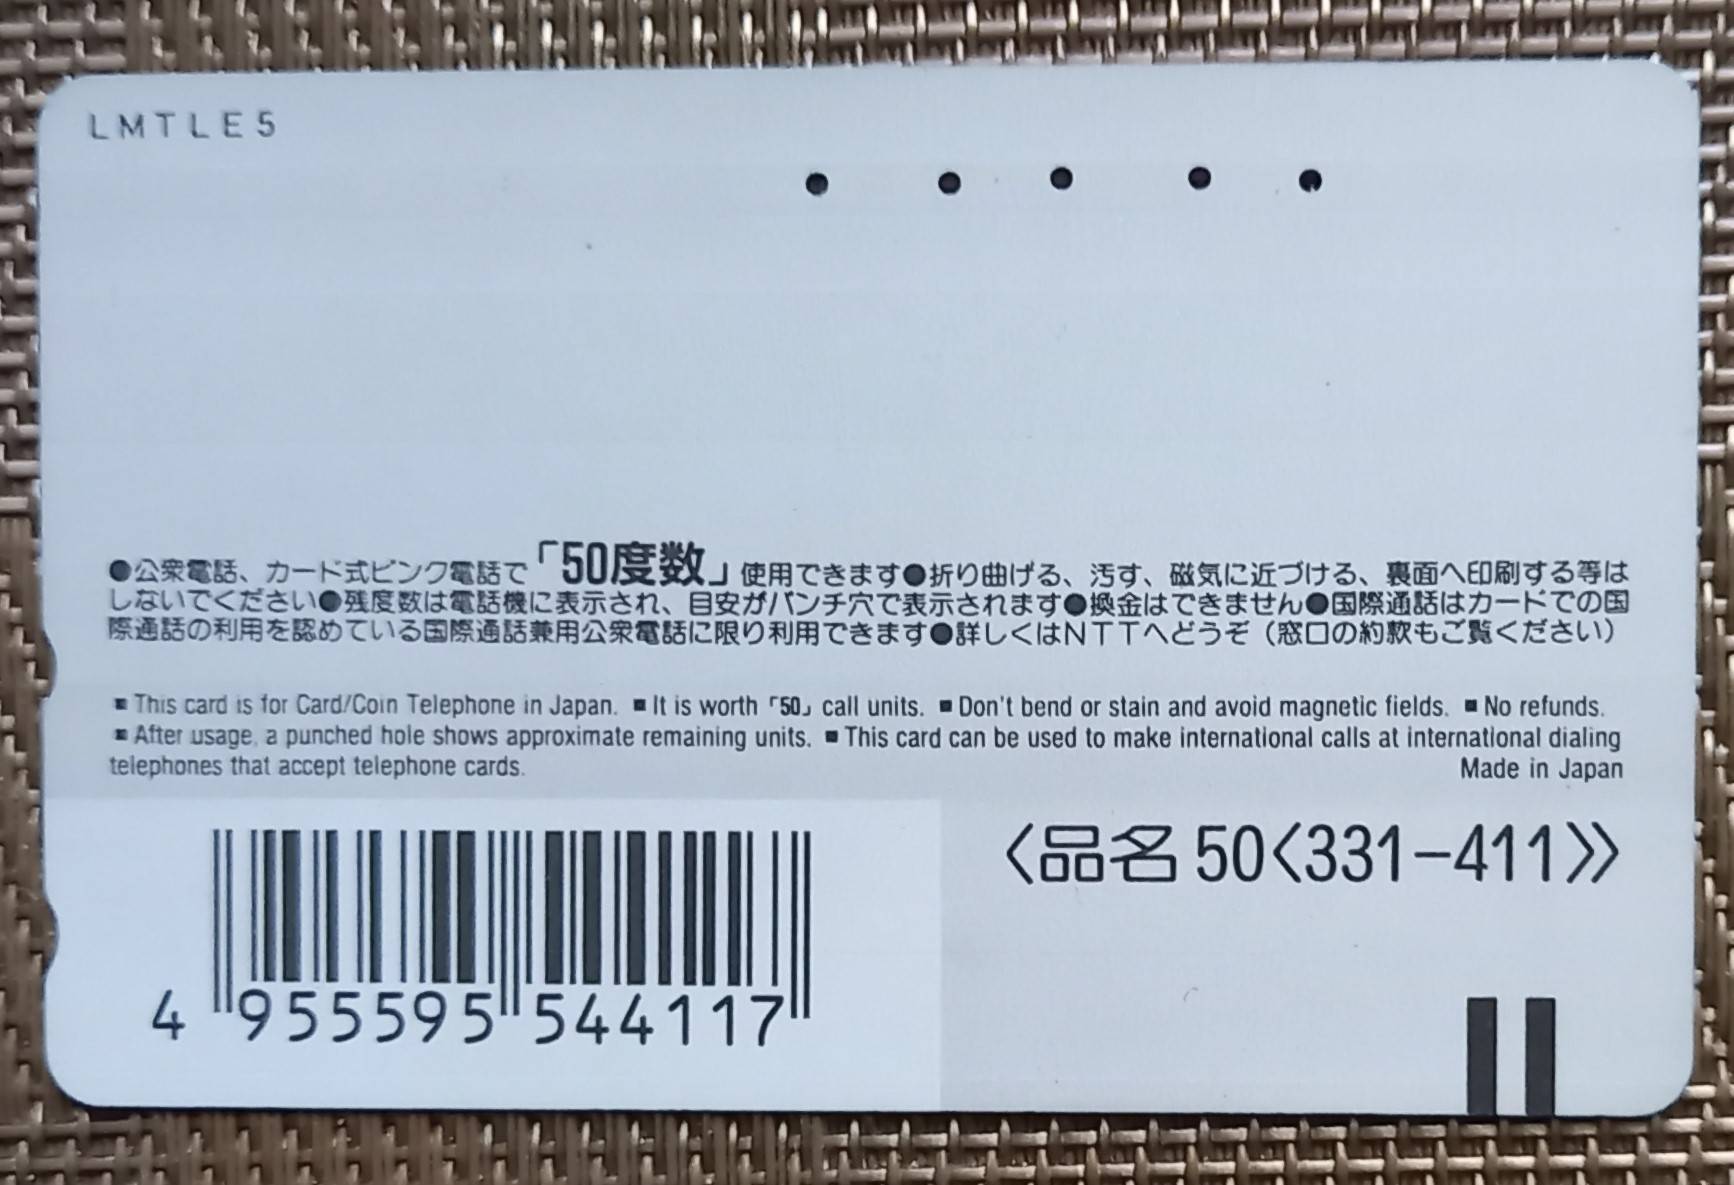 LMTLE5
●公衆電話、カード式ピンク電話で「50度数」使用できます●折り曲げる、汚す、磁気に近づける、裏面へ印刷する等は
しないでください●残度数は電話機に表示され、目安がパンチ穴で表示されます●換金はできません●国際通話はカードでの国
際通話の利用を認めている国際通話兼用公衆電話に限り利用できます●詳しくはNTTへどうぞ（窓口の約款もご覧ください）
■ This card is for Card/Coin Telephone in Japan. ■ It is worth「50」call units. ■ Don't bend or stain and avoid magnetic fields. ■ No refunds.
■ After usage, a punched hole shows approximate remaining units. ■ This card can be used to make international calls at international dialing
telephones that accept telephone cards.
Made in Japan
〈品名 50〈331-411〉〉
4 955595 544117